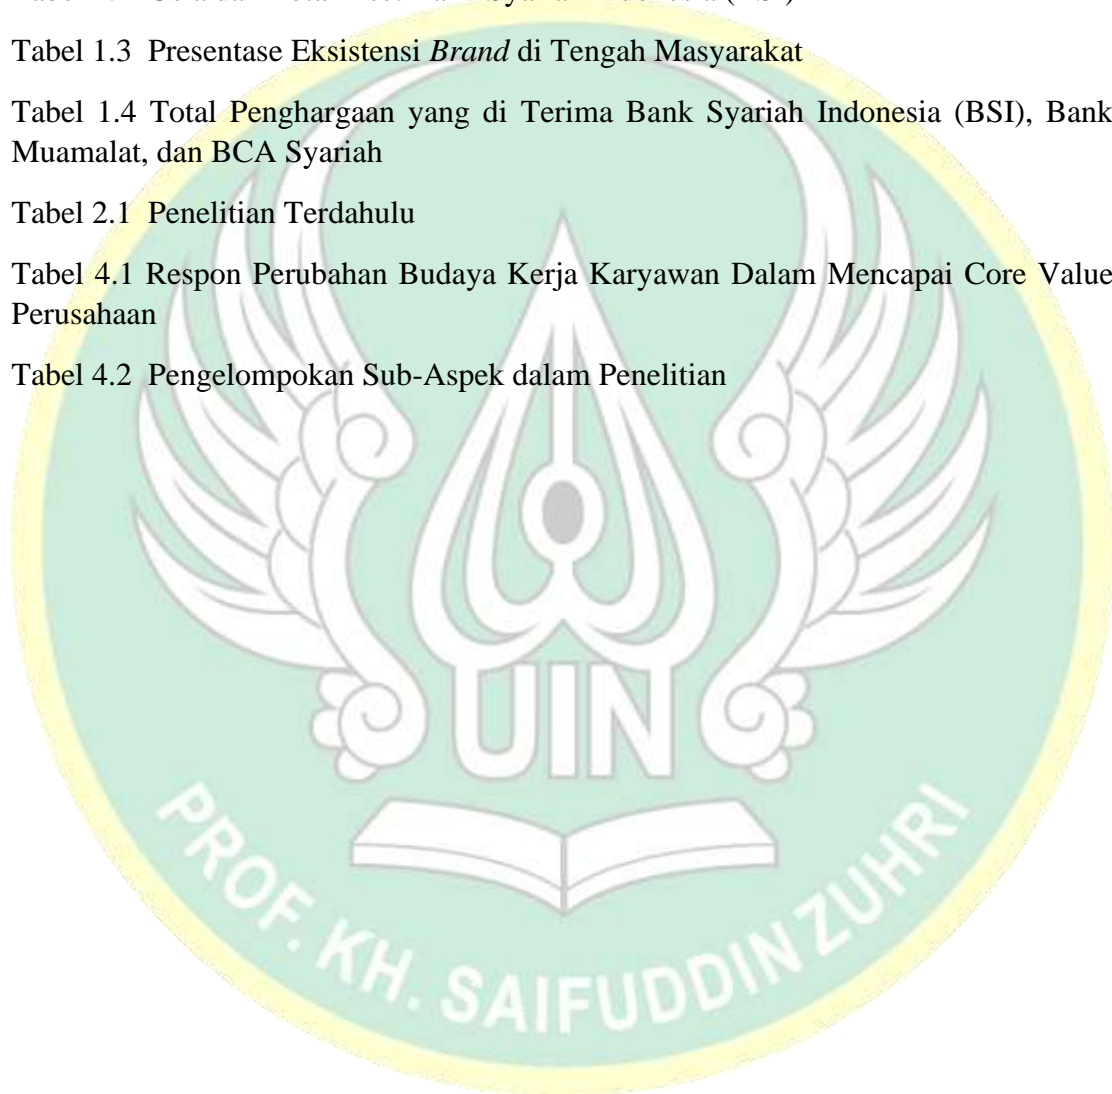 Tabel 1.3 Presentase Eksistensi Brand di Tengah Masyarakat
Tabel 1.4 Total Penghargaan yang di Terima Bank Syariah Indonesia (BSI), Bank
Muamalat, dan BCA Syariah
Tabel 2.1 Penelitian Terdahulu
Tabel 4.1 Respon Perubahan Budaya Kerja Karyawan Dalam Mencapai Core Value
Perusahaan
Tabel 4.2 Pengelompokan Sub-Aspek dalam Penelitian
UIN
PROF. KH. SAIFUDDIN ZUHRI